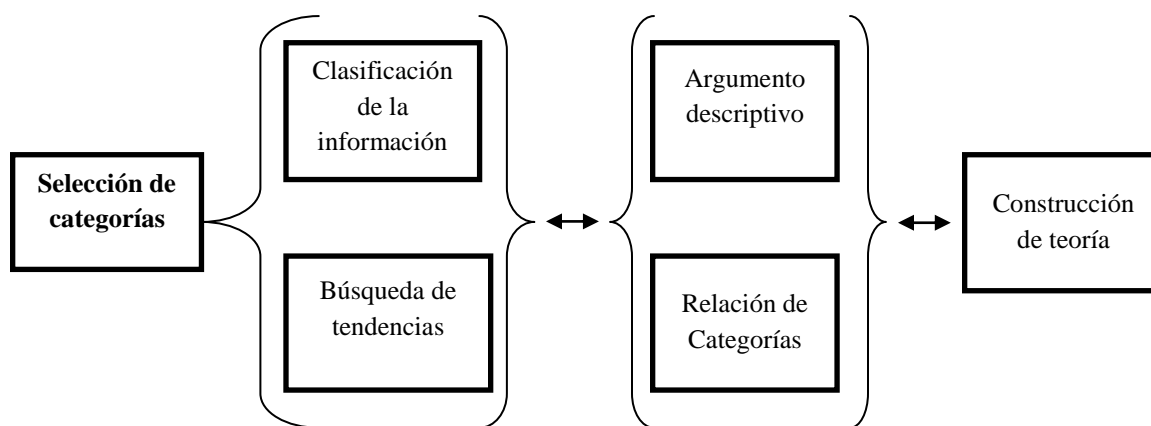 Selección de
categorías
Clasificación
de la
información
Búsqueda de
tendencias
Argumento
descriptivo
Relación de
Categorías
Construcción
de teoría